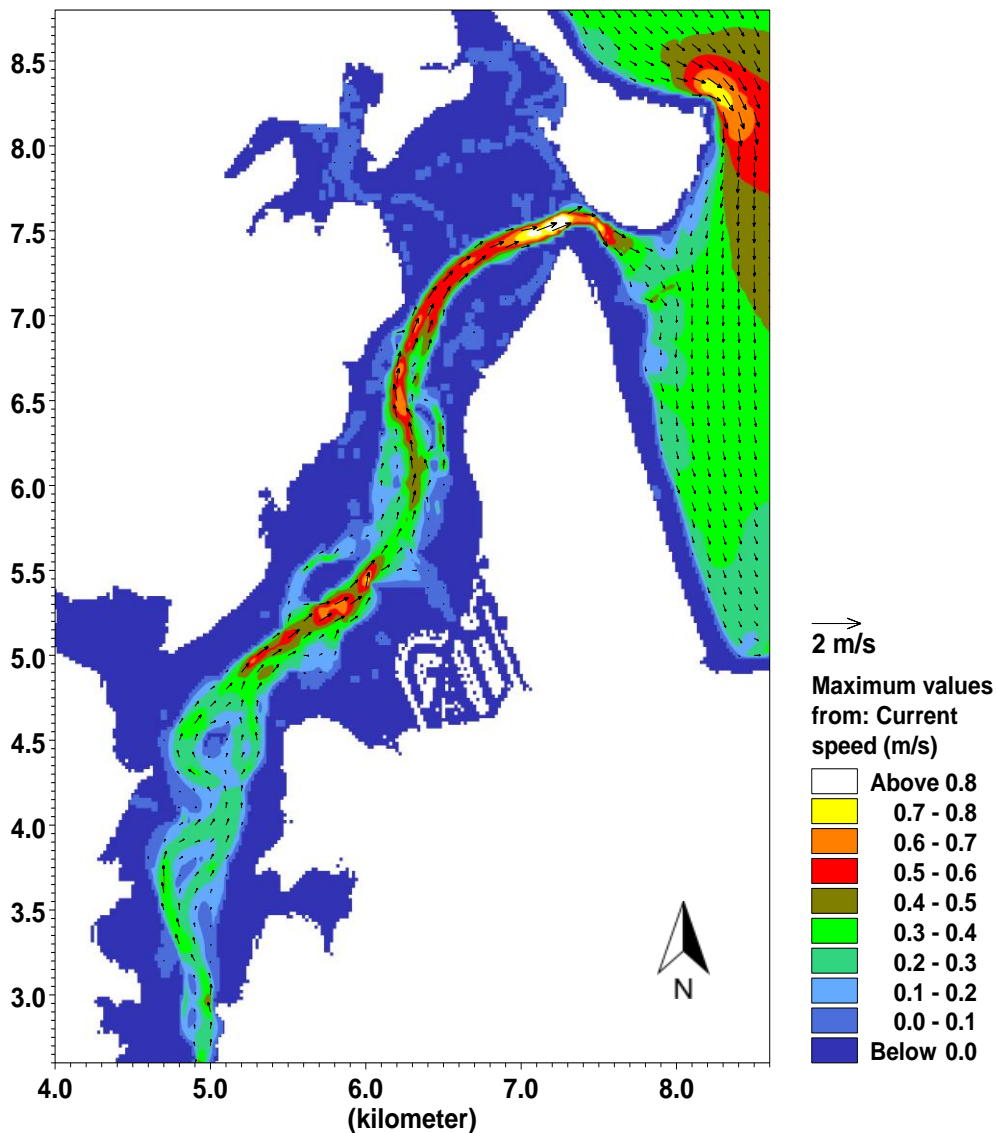 8.5
8.0
7.5
7.0
6.5
6.0
5.5
5.0
4.5
4.0
3.5
3.0
4.0 5.0 6.0 7.0 8.0
(kilometer)
N
2 m/s
Maximum values
from: Current
speed (m/s)
Above 0.8
0.7 - 0.8
0.6 - 0.7
0.5 - 0.6
0.4 - 0.5
0.3 - 0.4
0.2 - 0.3
0.1 - 0.2
0.0 - 0.1
Below 0.0